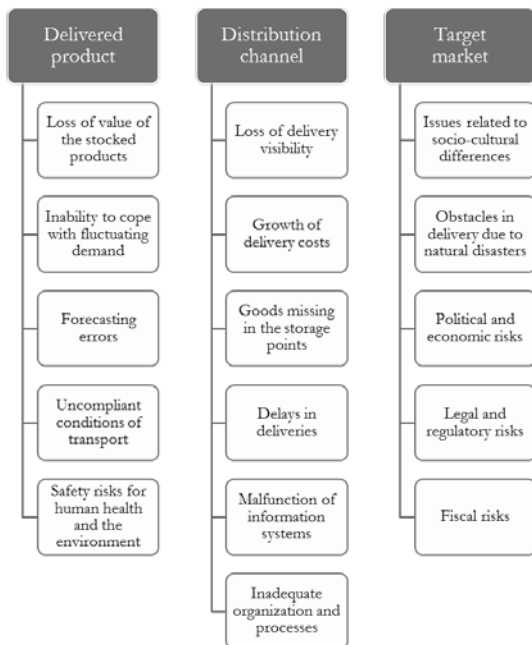 Delivered
product
Loss of value of
the stocked
products
Inability to cope
with fluctuating
demand
Forecasting
errors
Uncompliant
conditions of
transport
Safety risks for
human health
and the
environment
Distribution
channel
Loss of delivery
visibility
Growth of
delivery costs
Goods missing
in the storage
points
Delays in
deliveries
Malfunction of
information
systems
Inadequate
organization and
processes
Target
market
Issues related to
socio-cultural
differences
Obstacles in
delivery due to
natural disasters
Political and
economic risks
Legal and
regulatory risks
Fiscal risks